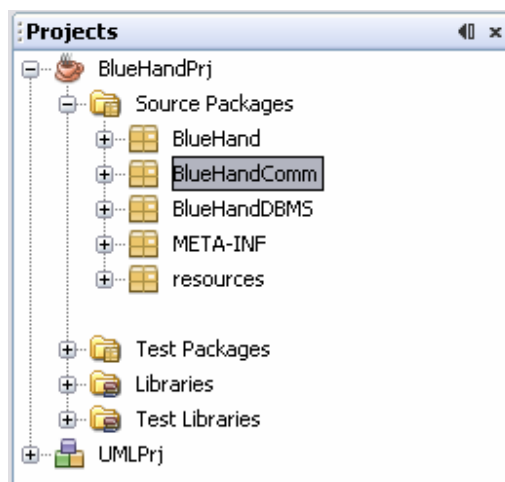 Projects
BlueHandPrj
Source Packages
BlueHand
BlueHandComm
BlueHandDBMS
META-INF
resources
Test Packages
Libraries
Test Libraries
UMLPrj